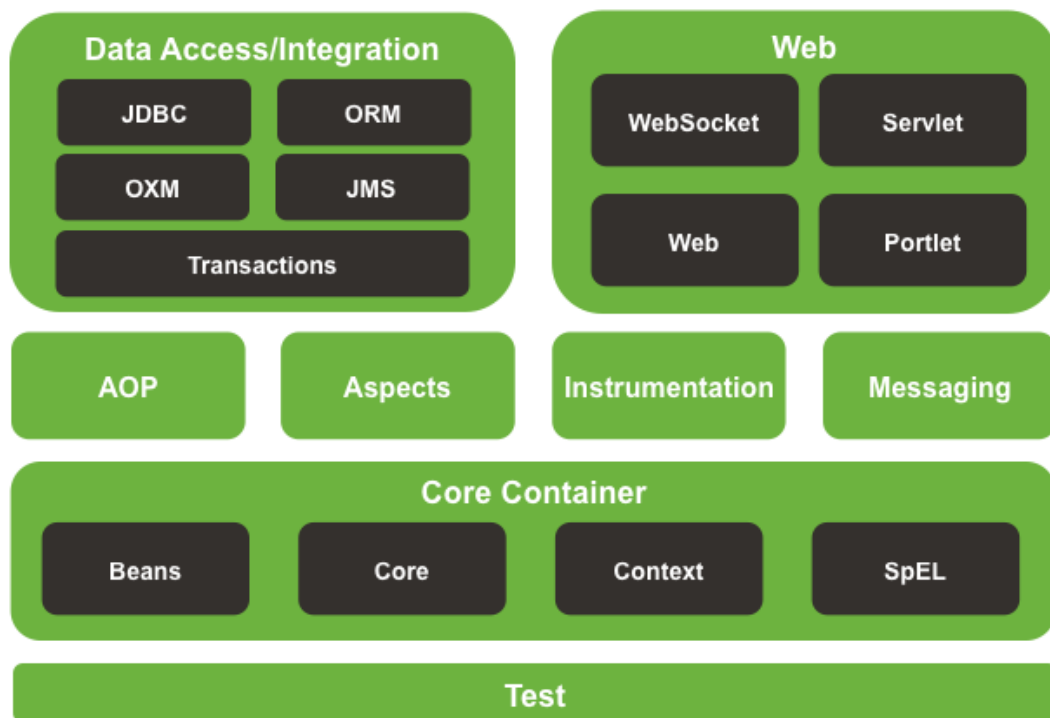 Data Access/Integration
JDBC
ORM
OXM
JMS
Transactions
Web
WebSocket
Servlet
Web
Portlet
AOP
Aspects
Instrumentation
Messaging
Core Container
Beans
Core
Context
SpEL
Test